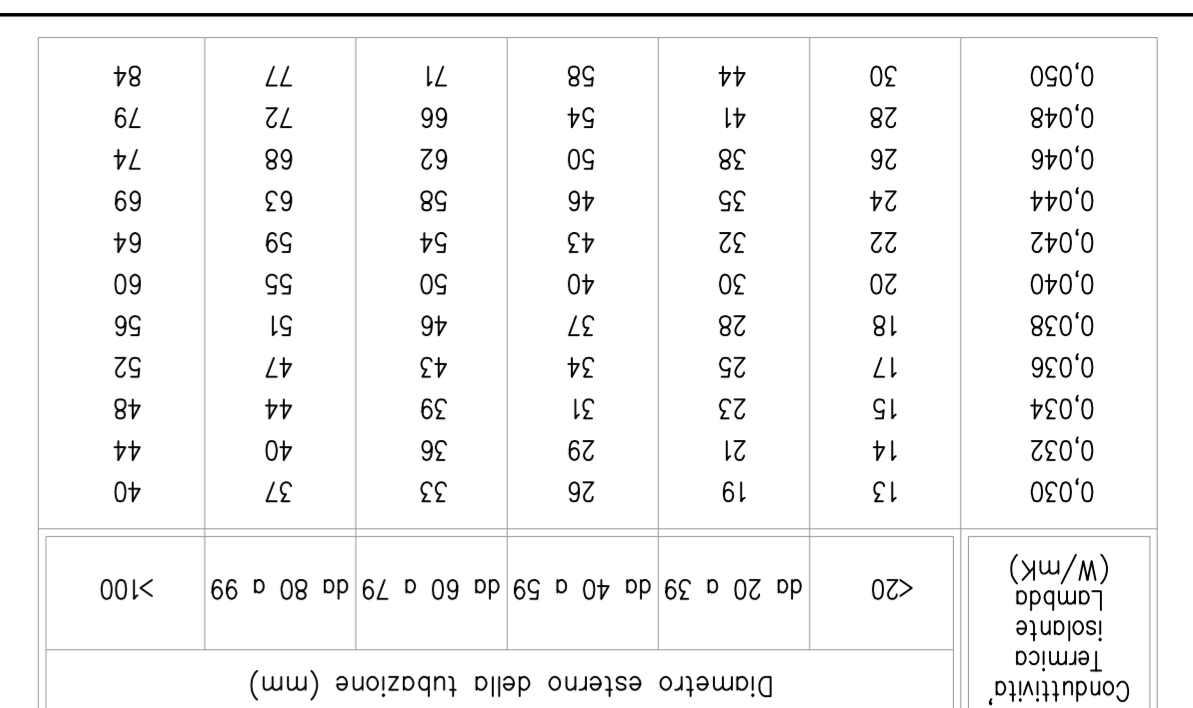 Conduttivita'
Termica
isolante
Lambda
(W/mK)
Diametro esterno della tubazione (mm)
<20 da 20 a 39 da 40 a 59 da 60 a 79 da 80 a 99 >100
0,030 13 19 26 33 37 40
0,032 14 21 29 36 40 44
0,034 15 23 31 39 44 48
0,036 17 25 34 43 47 52
0,038 18 28 37 46 51 56
0,040 20 30 40 50 55 60
0,042 22 32 43 54 59 64
0,044 24 35 46 58 63 69
0,046 26 38 50 62 68 74
0,048 28 41 54 66 72 79
0,050 30 44 58 71 77 84